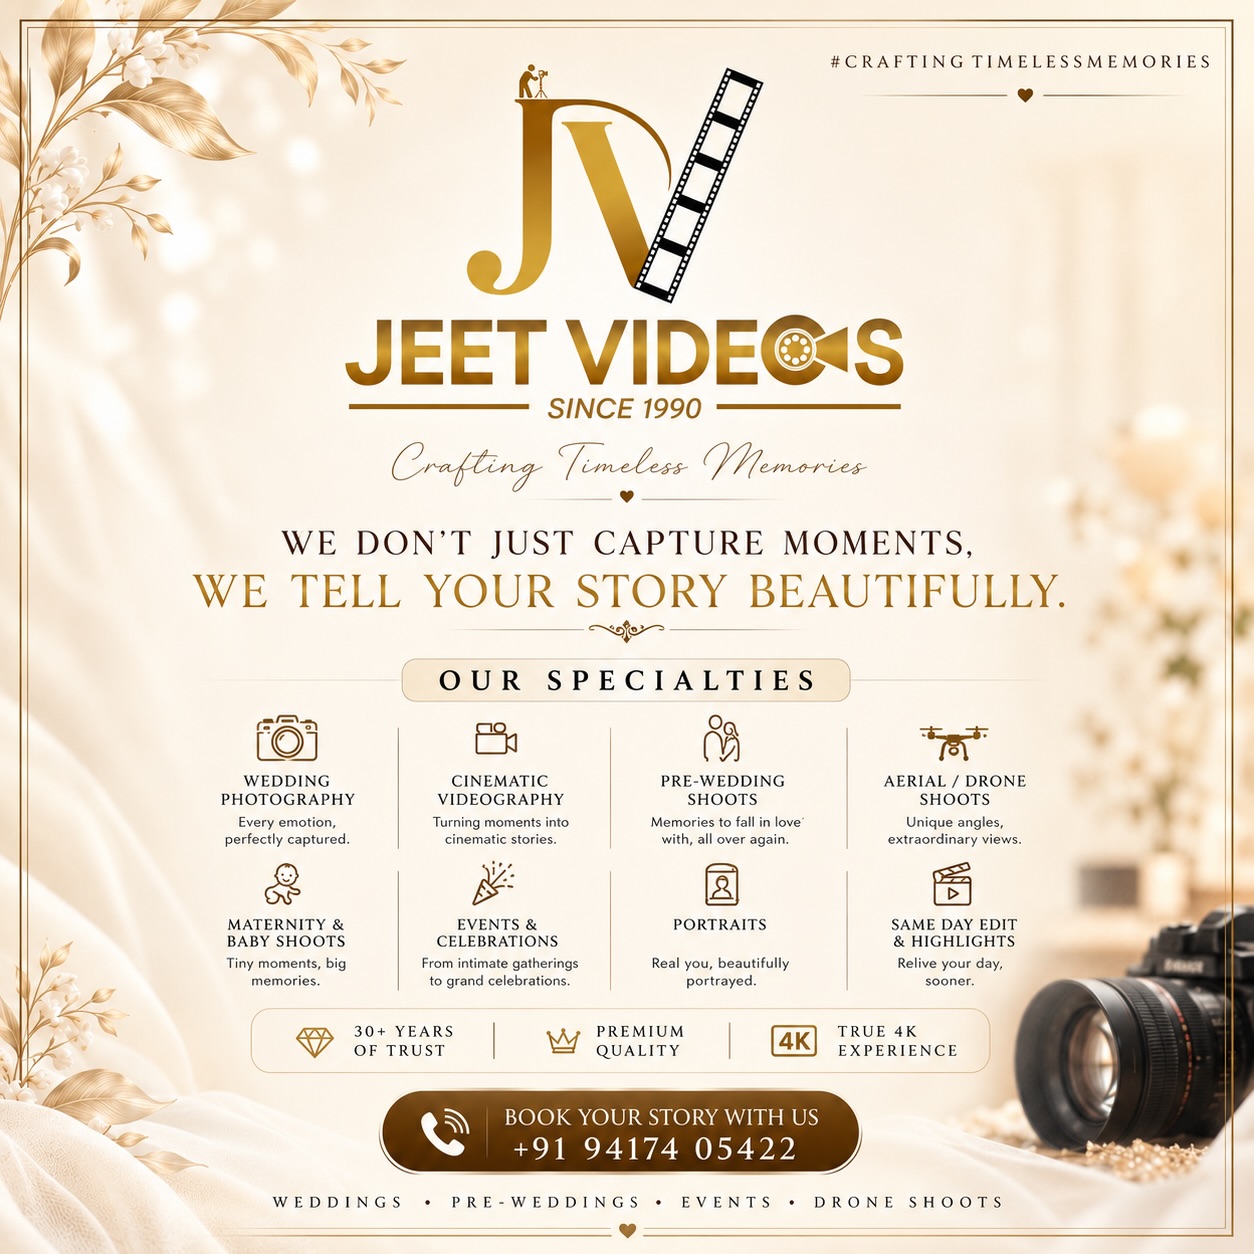 #CRAFTING TIMELESSMEMORIES
JV
JEET VIDEOS
SINCE 1990
Crafting Timeless Memories
WE DON'T JUST CAPTURE MOMENTS,
WE TELL YOUR STORY BEAUTIFULLY.
OUR SPECIALTIES
WEDDING
PHOTOGRAPHY
Every emotion,
perfectly captured.
CINEMATIC
VIDEOGRAPHY
Turning moments into
cinematic stories.
PRE-WEDDING
SHOOTS
Memories to fall in love
with, all over again.
AERIAL / DRONE
SHOOTS
Unique angles,
extraordinary views.
MATERNITY &
BABY SHOOTS
Tiny moments, big
memories.
EVENTS &
CELEBRATIONS
From intimate gatherings
to grand celebrations.
PORTRAITS
Real you, beautifully
portrayed.
SAME DAY EDIT
& HIGHLIGHTS
Relive your day,
sooner.
30+ YEARS
OF TRUST
PREMIUM
QUALITY
4K
TRUE 4K
EXPERIENCE
BOOK YOUR STORY WITH US
+91 94174 05422
WEDDINGS • PRE-WEDDINGS • EVENTS • DRONE SHOOTS